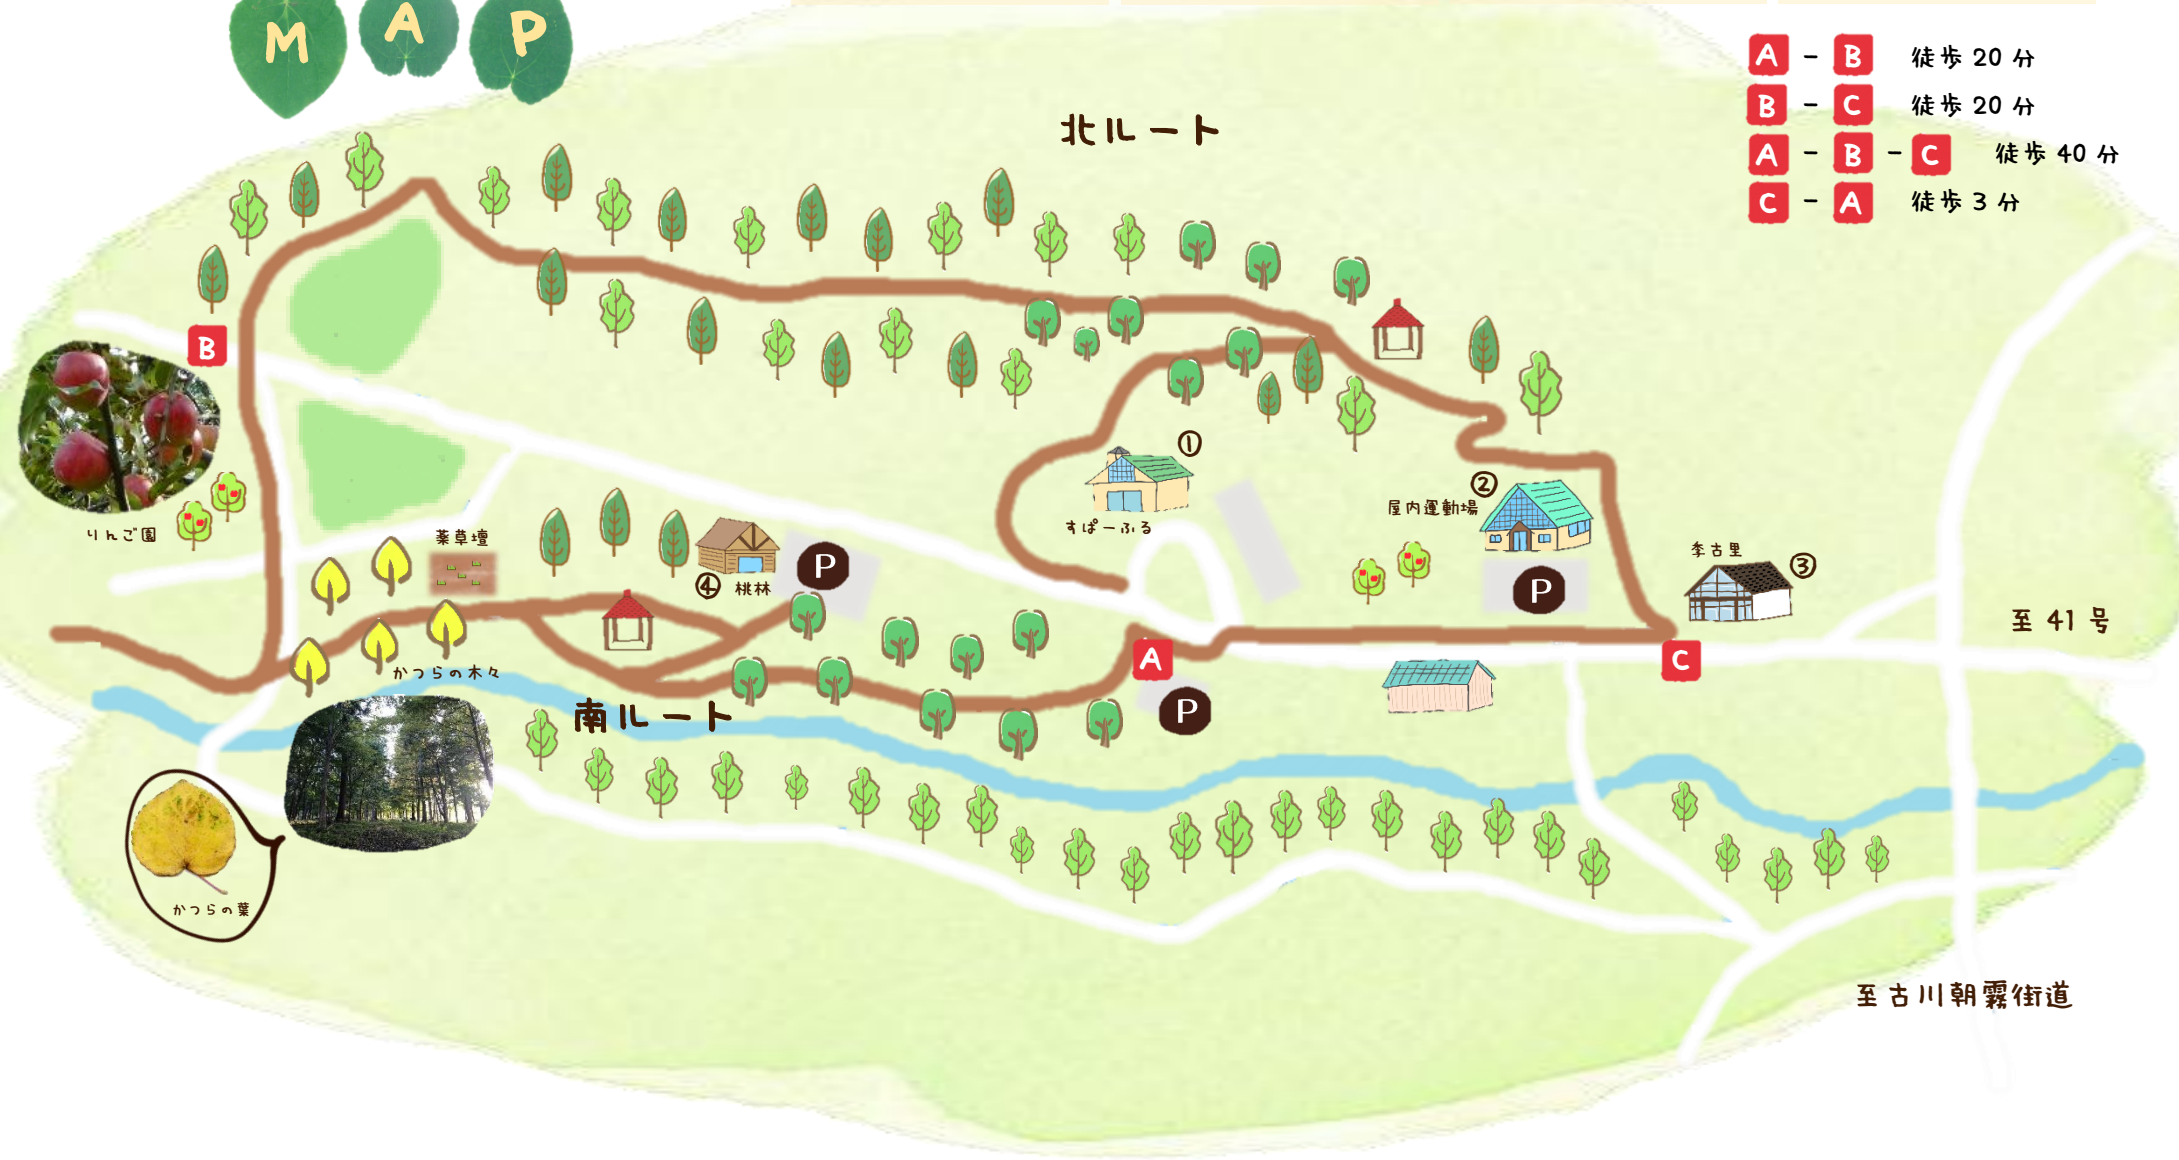 MAP
A - B 徒歩 20 分
B - C 徒歩 20 分
A - B - C 徒歩 40 分
C - A 徒歩 3 分
北ルート
B
りんご園
①
すぱーふる
②
屋内運動場
P
季古里
③
至 41 号
薬草壇
④
桃林
P
かつらの木々
南ルート
A
P
C
かつらの葉
至古川朝霧街道